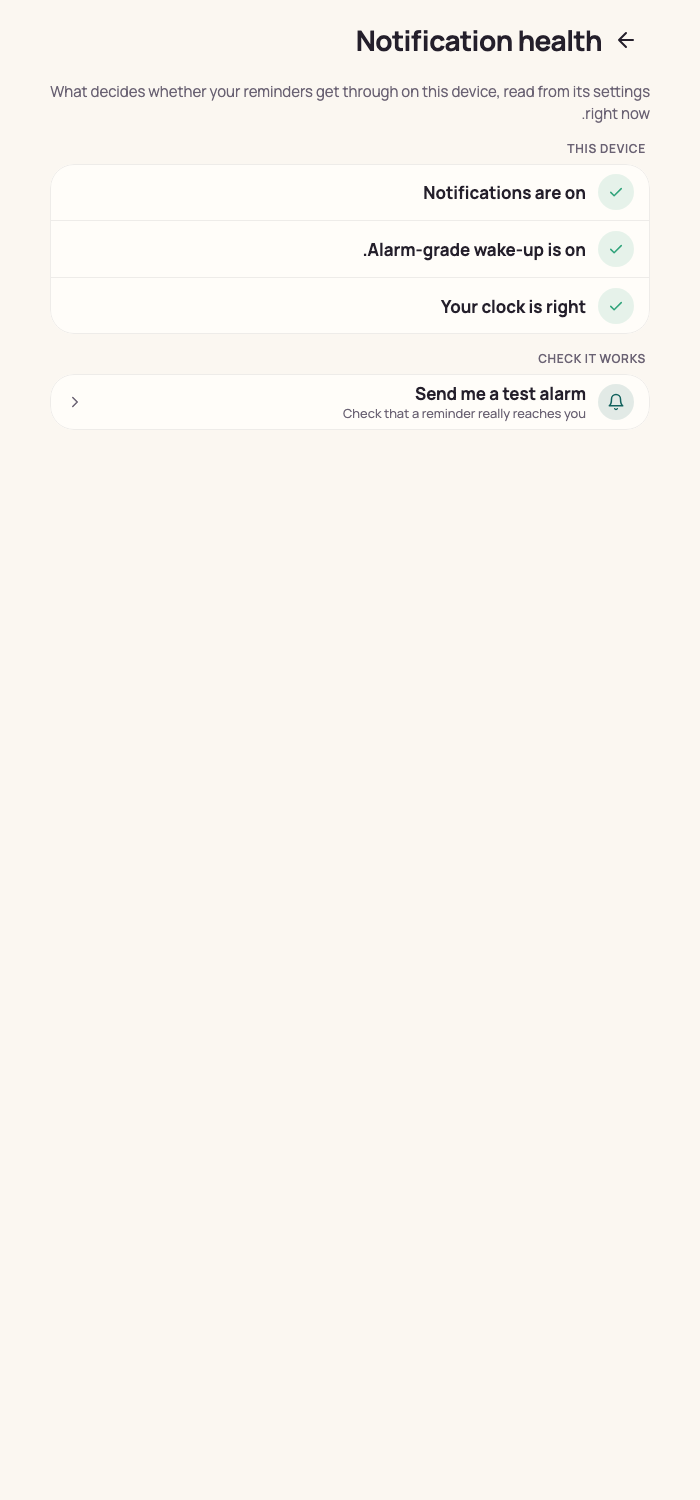 Notification health
What decides whether your reminders get through on this device, read from its settings
.right now
THIS DEVICE
Notifications are on
.Alarm-grade wake-up is on
Your clock is right
CHECK IT WORKS
Send me a test alarm
Check that a reminder really reaches you